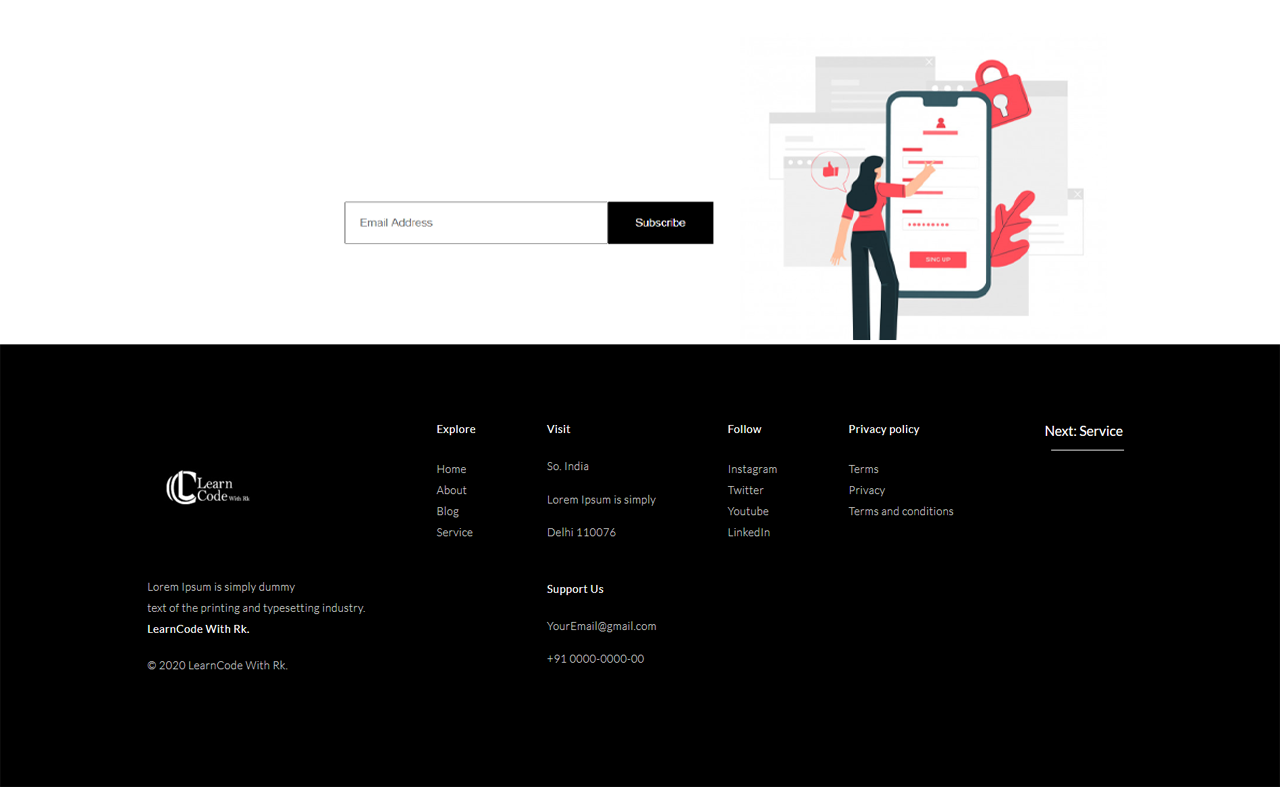 Email Address
Subscribe
SING UP
Learn
Code With Rk
Lorem Ipsum is simply dummy
text of the printing and typesetting industry.
LearnCode With Rk.
© 2020 LearnCode With Rk.
Explore
Home
About
Blog
Service
Visit
So. India
Lorem Ipsum is simply
Delhi 110076
Support Us
YourEmail@gmail.com
+91 0000-0000-00
Follow
Instagram
Twitter
Youtube
LinkedIn
Privacy policy
Terms
Privacy
Terms and conditions
Next: Service